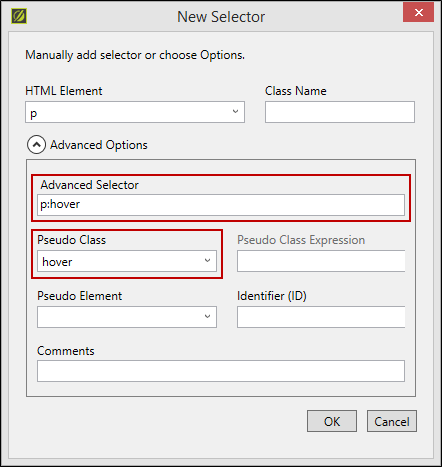 New Selector
Manually add selector or choose Options.
HTML Element Class Name
p
Advanced Options
Advanced Selector
p:hover
Pseudo Class Pseudo Class Expression
hover
Pseudo Element Identifier (ID)
Comments
OK Cancel